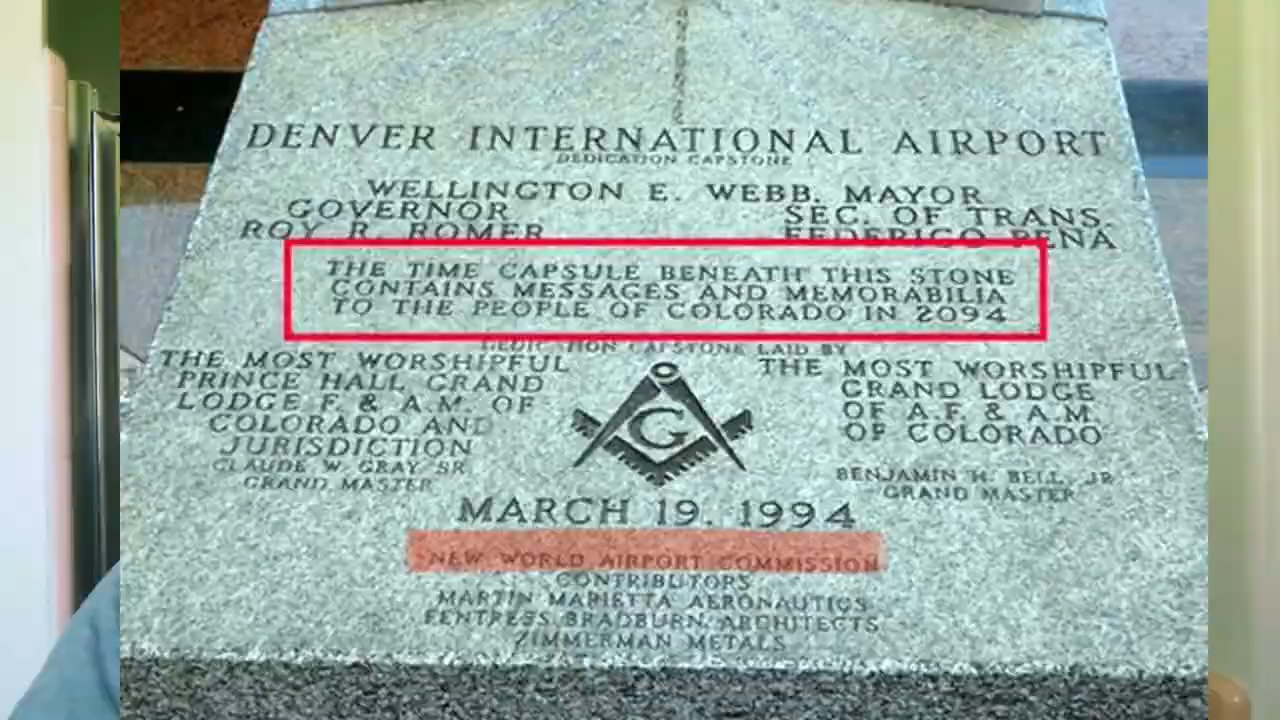 DENVER INTERNATIONAL AIRPORT
DEDICATION CAPSTONE
WELLINGTON E. WEBB, MAYOR
GOVERNOR
ROY R. ROMER
SEC. OF TRANS.
FEDERICO PENA
THE TIME CAPSULE BENEATH THIS STONE
CONTAINS MESSAGES AND MEMORABILIA
TO THE PEOPLE OF COLORADO IN 2094
DEDICATION CAPSTONE LAID BY
THE MOST WORSHIPFUL
PRINCE HALL GRAND
LODGE F. & A.M. OF
COLORADO AND
JURISDICTION
CLAUDE W. GRAY, SR.
GRAND MASTER
G
THE MOST WORSHIPFUL
GRAND LODGE
OF A.F. & A.M.
OF COLORADO
BENJAMIN H. BELL, JR.
GRAND MASTER
MARCH 19, 1994
NEW WORLD AIRPORT COMMISSION
CONTRIBUTORS
MARTIN MARIETTA AERONAUTICS
FENTRESS BRADBURN, ARCHITECTS
ZIMMERMAN METALS